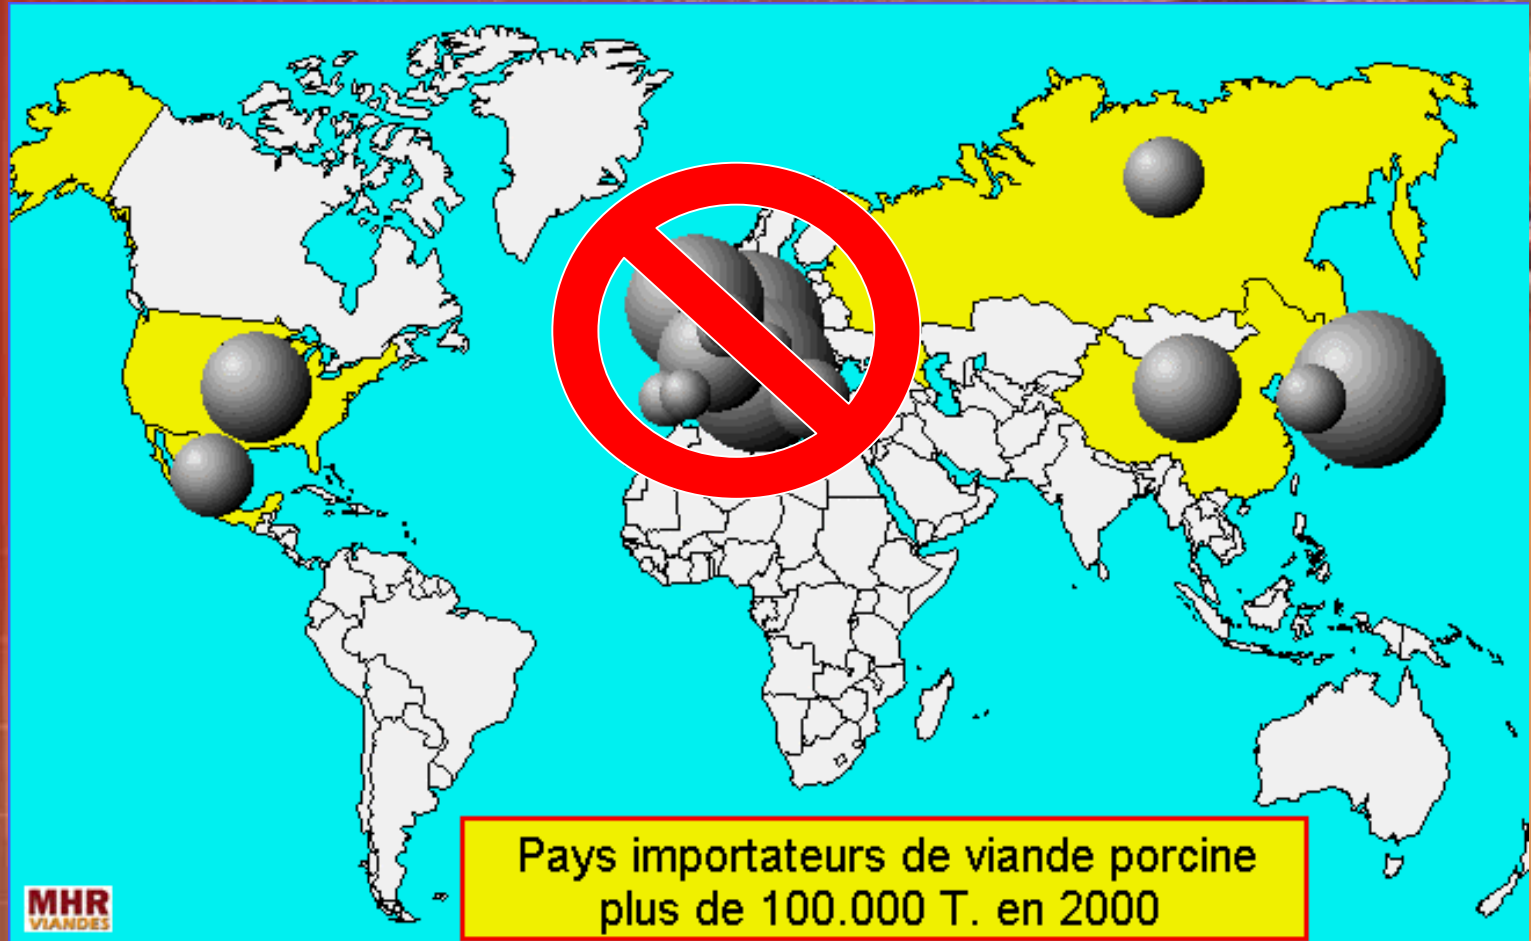 Pays importateurs de viande porcine
plus de 100.000 T. en 2000
MHR
VIANDES